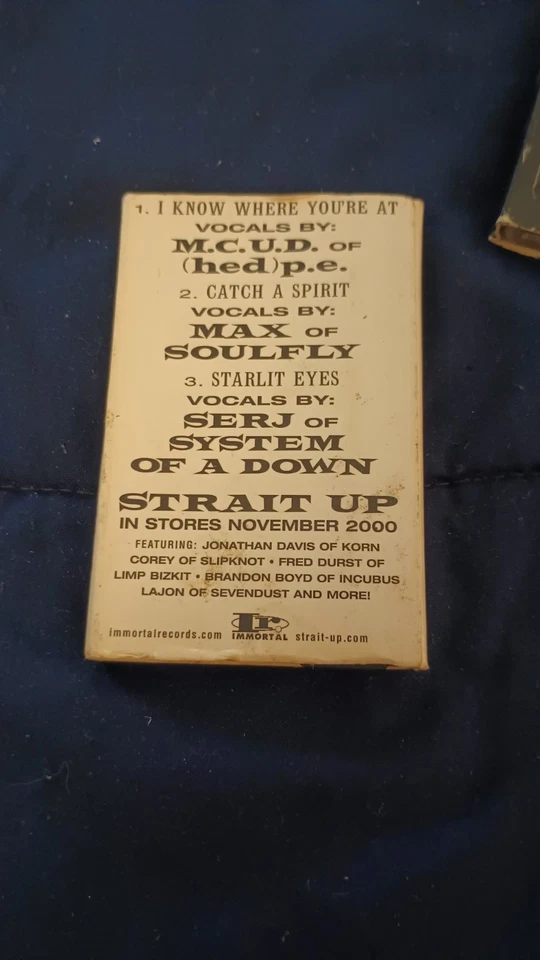 1. I KNOW WHERE YOU'RE AT
VOCALS BY:
M.C.U.D. OF
(hed)p.e.
2. CATCH A SPIRIT
VOCALS BY:
MAX OF
SOULFLY
3. STARLIT EYES
VOCALS BY:
SERJ OF
SYSTEM
OF A DOWN
STRAIT UP
IN STORES NOVEMBER 2000
FEATURING: JONATHAN DAVIS OF KORN
COREY OF SLIPKNOT • FRED DURST OF
LIMP BIZKIT • BRANDON BOYD OF INCUBUS
LAJON OF SEVENDUST AND MORE!
Ir
immortalrecords.com IMMORTAL strait-up.com